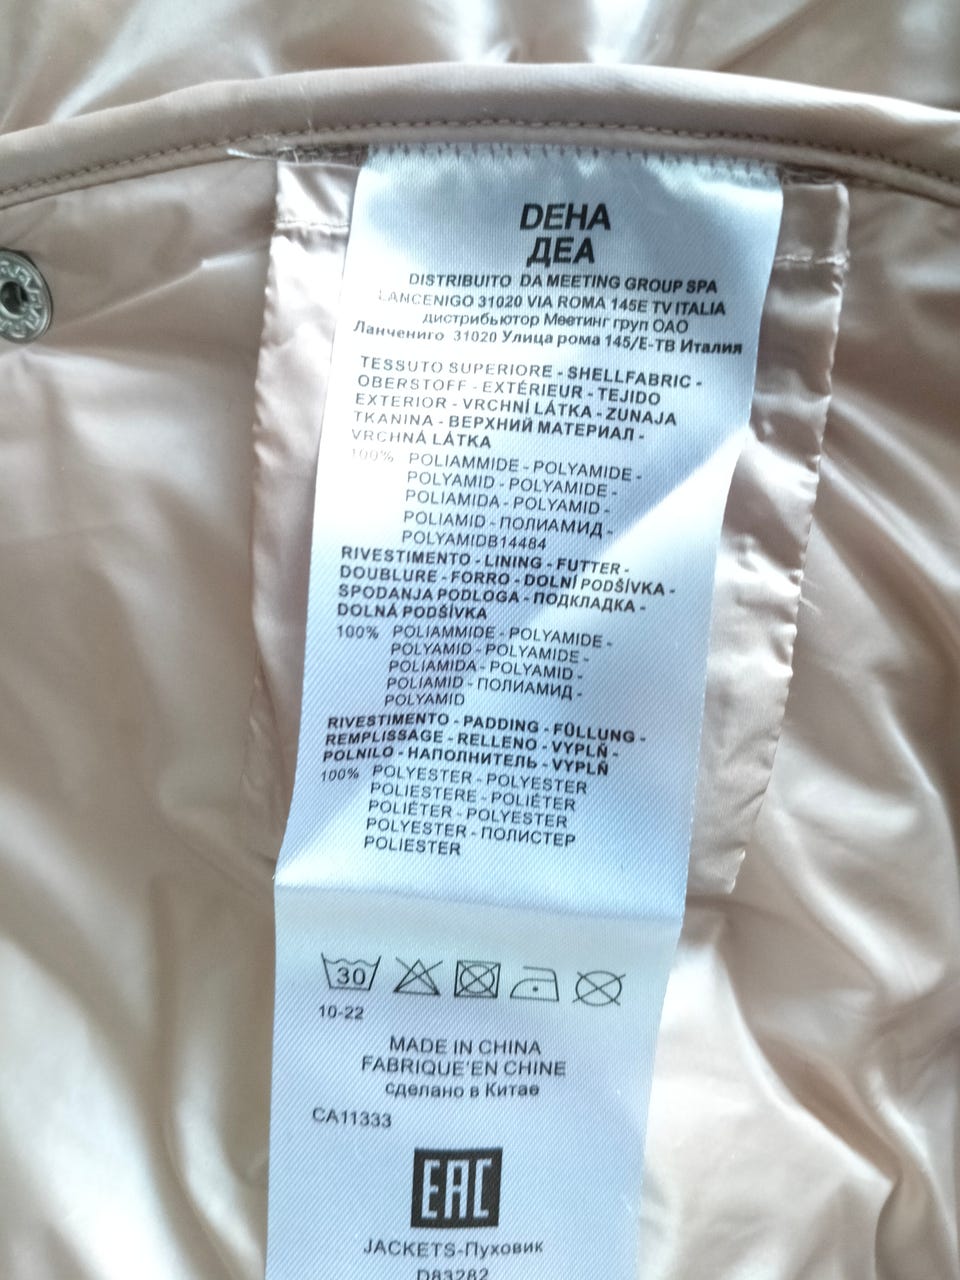 DEHA
ДЕА
DISTRIBUITO DA MEETING GROUP SPA
LANCENIGO 31020 VIA ROMA 145E TV ITALIA
дистрибьютор Меетинг груп ОАО
Ланчениго 31020 Улица рома 145/Е-ТВ Италия
TESSUTO SUPERIORE - SHELLFABRIC -
OBERSTOFF - EXTÉRIEUR - TEJIDO
EXTERIOR - VRCHNÍ LÁTKA - ZUNAJA
TKANINA - ВЕРХНИЙ МАТЕРИАЛ -
VRCHNÁ LÁTKA
100% POLIAMMIDE - POLYAMIDE -
POLYAMID - POLYAMIDE -
POLIAMIDA - POLYAMID -
POLIAMID - ПОЛИАМИД -
POLYAMIDB14484
RIVESTIMENTO - LINING - FUTTER -
DOUBLURE - FORRO - DOLNÍ PODŠÍVKA -
SPODANJA PODLOGA - ПОДКЛАДКА -
DOLNÁ PODŠÍVKA
100% POLIAMMIDE - POLYAMIDE -
POLYAMID - POLYAMIDE -
POLIAMIDA - POLYAMID -
POLIAMID - ПОЛИАМИД -
POLYAMID
RIVESTIMENTO - PADDING - FÜLLUNG -
REMPLISSAGE - RELLENO - VYPLŇ -
POLNILO - НАПОЛНИТЕЛЬ - VYPLŇ
100% POLYESTER - POLYESTER
POLIESTERE - POLIÉTER
POLIÉTER - POLYESTER
POLYESTER - ПОЛИСТЕР
POLIESTER
30
10-22
MADE IN CHINA
FABRIQUE'EN CHINE
сделано в Китае
CA11333
EAC
JACKETS-Пуховик
D83282